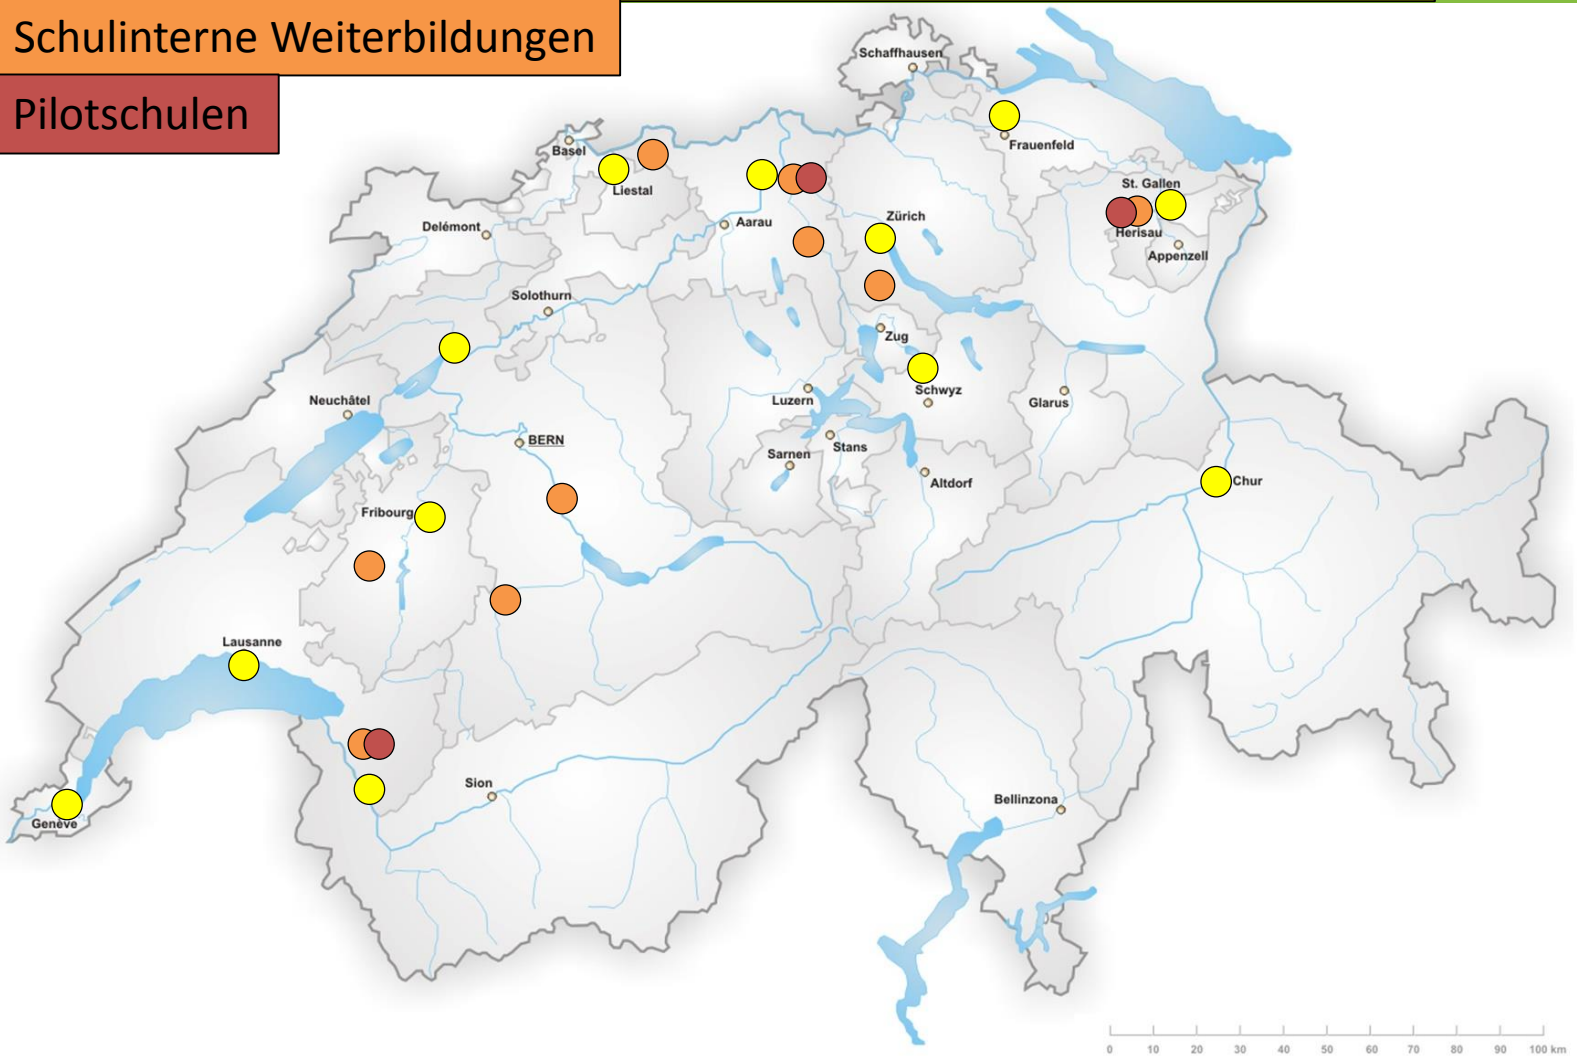 Schulinterne Weiterbildungen
Pilotschulen
Schaffhausen
Frauenfeld
Basel
Liestal
St. Gallen
Herisau
Appenzell
Delémont
Aarau
Zürich
Solothurn
Zug
Neuchâtel
Luzern
Schwyz
Glarus
BERN
Stans
Sarnen
Altdorf
Chur
Fribourg
Lausanne
Sion
Bellinzona
Genève
0 10 20 30 40 50 60 70 80 90 100 km